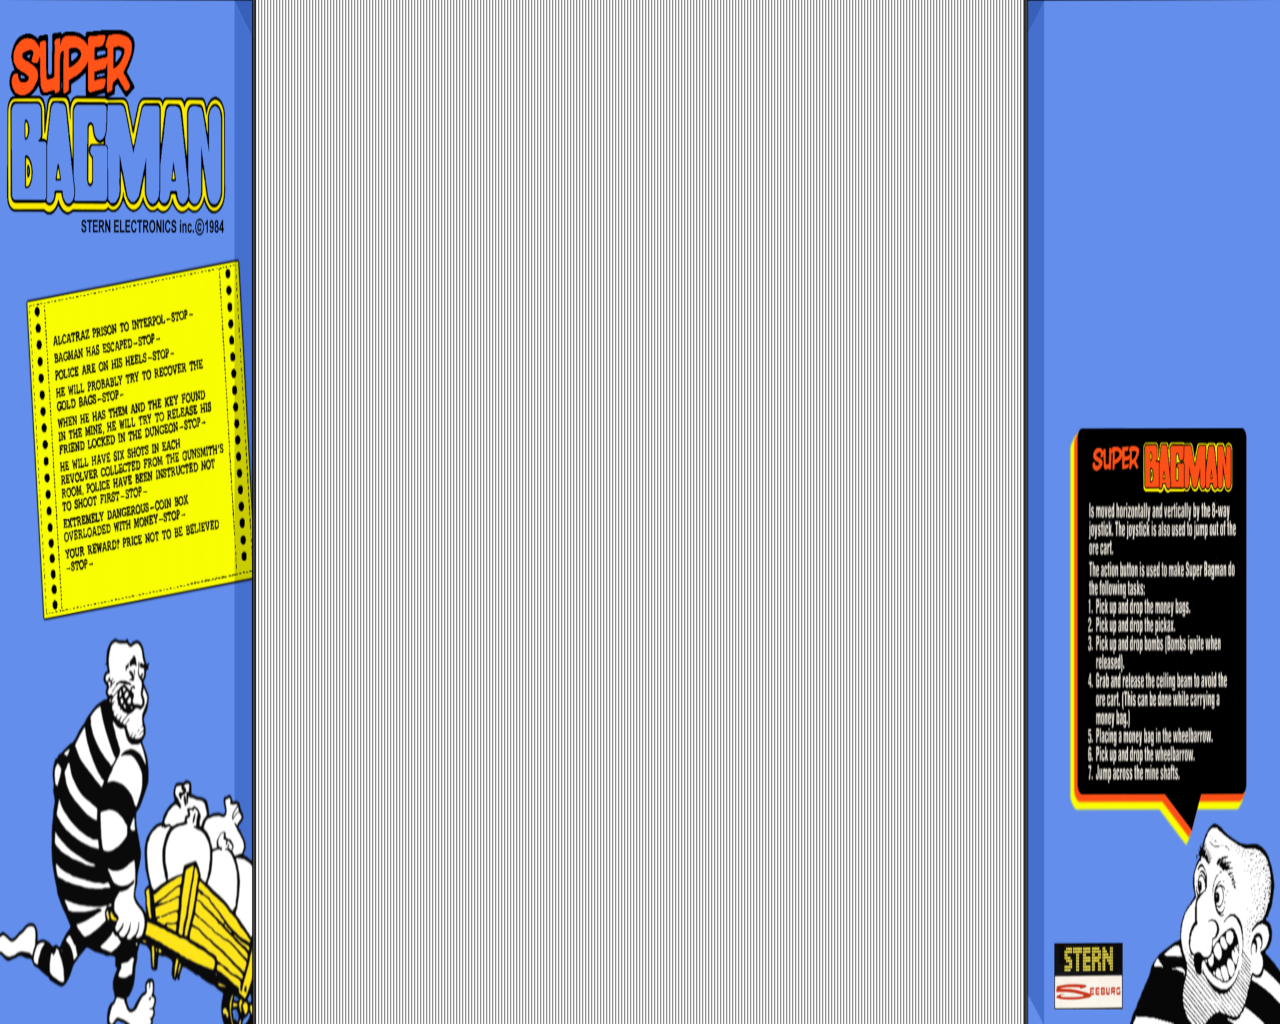 SUPER
BAGMAN
STERN ELECTRONICS inc.©1984
ALCATRAZ PRISON TO INTERPOL-STOP-
BAGMAN HAS ESCAPED-STOP-
POLICE ARE ON HIS HEELS-STOP-
HE WILL PROBABLY TRY TO RECOVER THE
GOLD BAGS-STOP-
WHEN HE HAS THEM AND THE KEY FOUND
IN THE MINE, HE WILL TRY TO RELEASE HIS
FRIEND LOCKED IN THE DUNGEON-STOP-
HE WILL HAVE SIX SHOTS IN EACH
REVOLVER COLLECTED FROM THE GUNSMITH'S
ROOM, POLICE HAVE BEEN INSTRUCTED NOT
TO SHOOT FIRST-STOP-
EXTREMELY DANGEROUS-COIN BOX
OVERLOADED WITH MONEY-STOP-
YOUR REWARD? PRICE NOT TO BE BELIEVED
-STOP-
SUPER BAGMAN
Is moved horizontally and vertically by the 8-way
joystick. The joystick is also used to jump out of the
ore cart.
The action button is used to make Super Bagman do
the following tasks:
1. Pick up and drop the money bags.
2. Pick up and drop the pickax.
3. Pick up and drop bombs (Bombs ignite when
released).
4. Grab and release the ceiling beam to avoid the
ore cart. (This can be done while carrying a
money bag.)
5. Placing a money bag in the wheelbarrow.
6. Pick up and drop the wheelbarrow.
7. Jump across the mine shafts.
STERN
SEEBURG